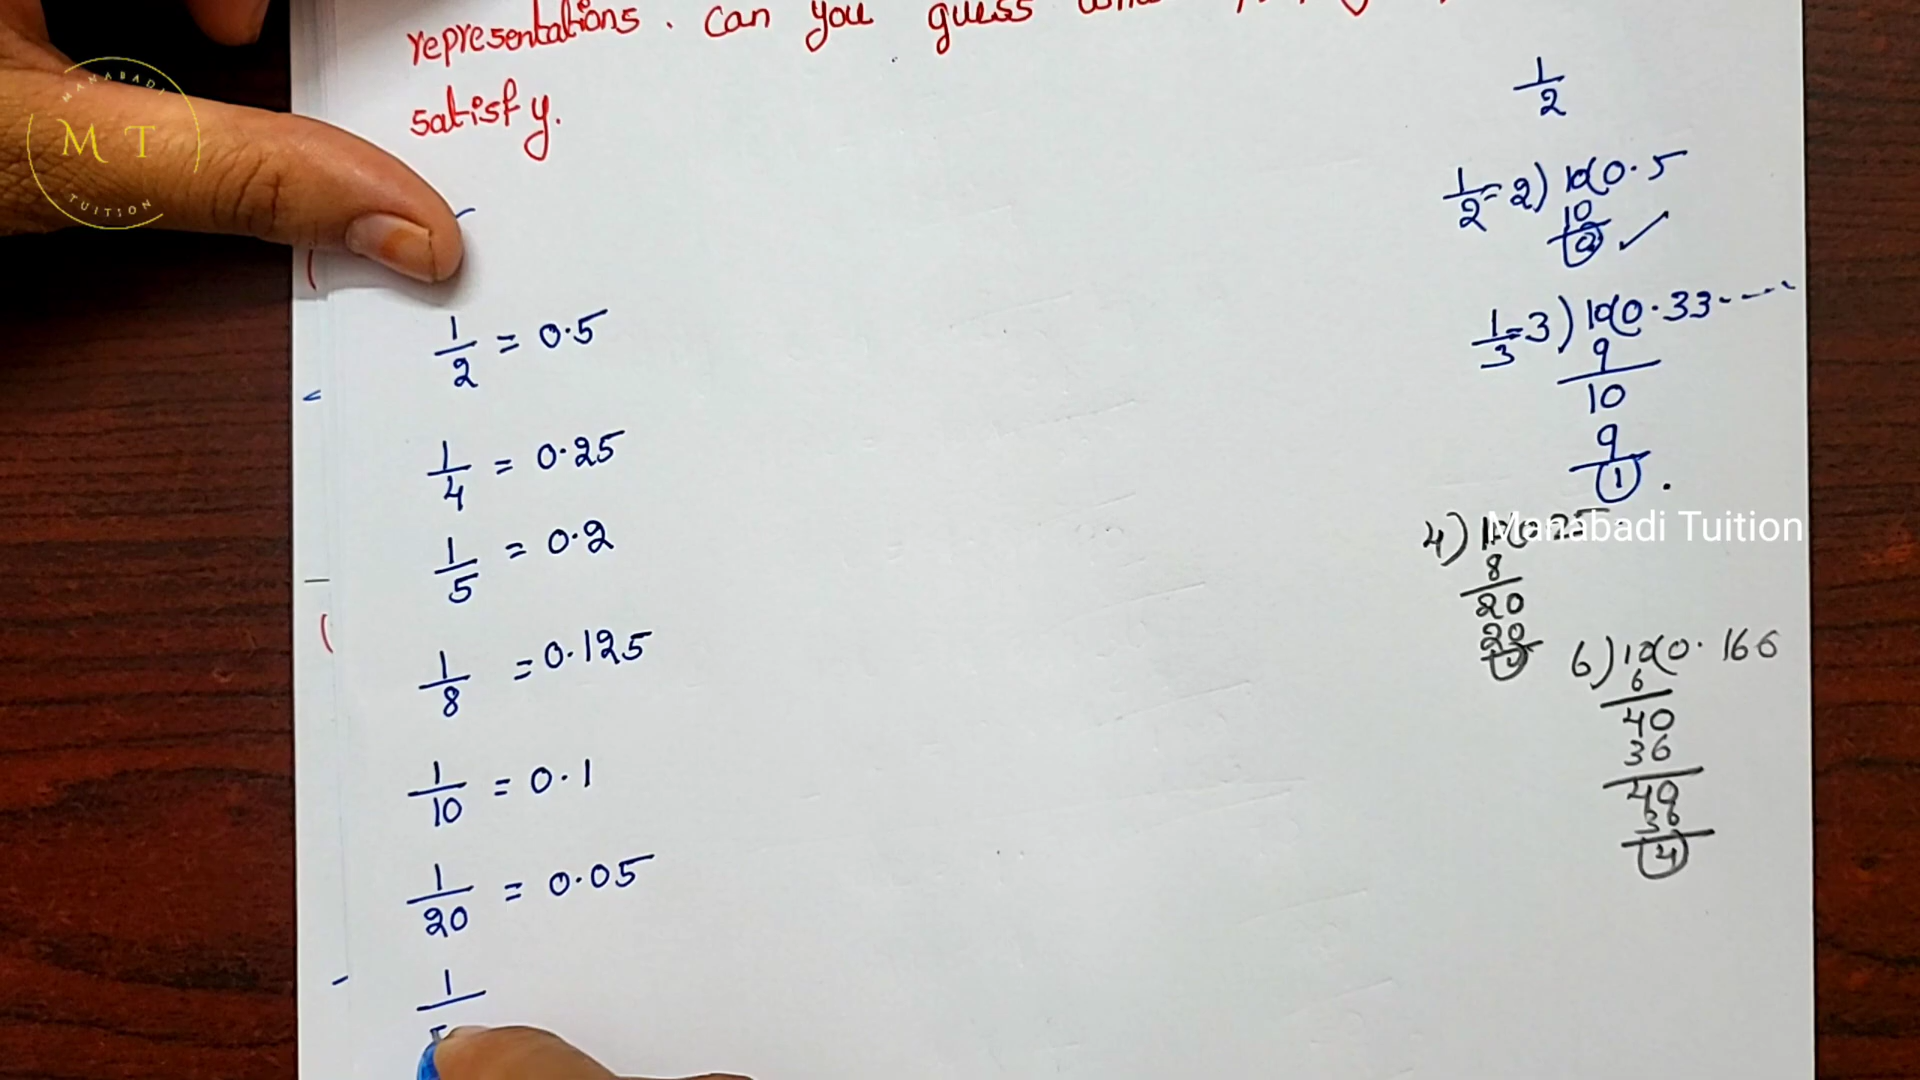 representations. Can you guess
satisfy.
MANABADI
M T
TUITION
1/2 = 0.5
1/4 = 0.25
1/5 = 0.2
1/8 = 0.125
1/10 = 0.1
1/20 = 0.05
1/
1/2
1/2 = 2) 10(0.5
10
0 ✓
1/3 = 3) 10(0.33----
9
10
9
1 .
Manabadi Tuition
4)
8
20
20
6) 10(0.166
6
40
36
40
36
4